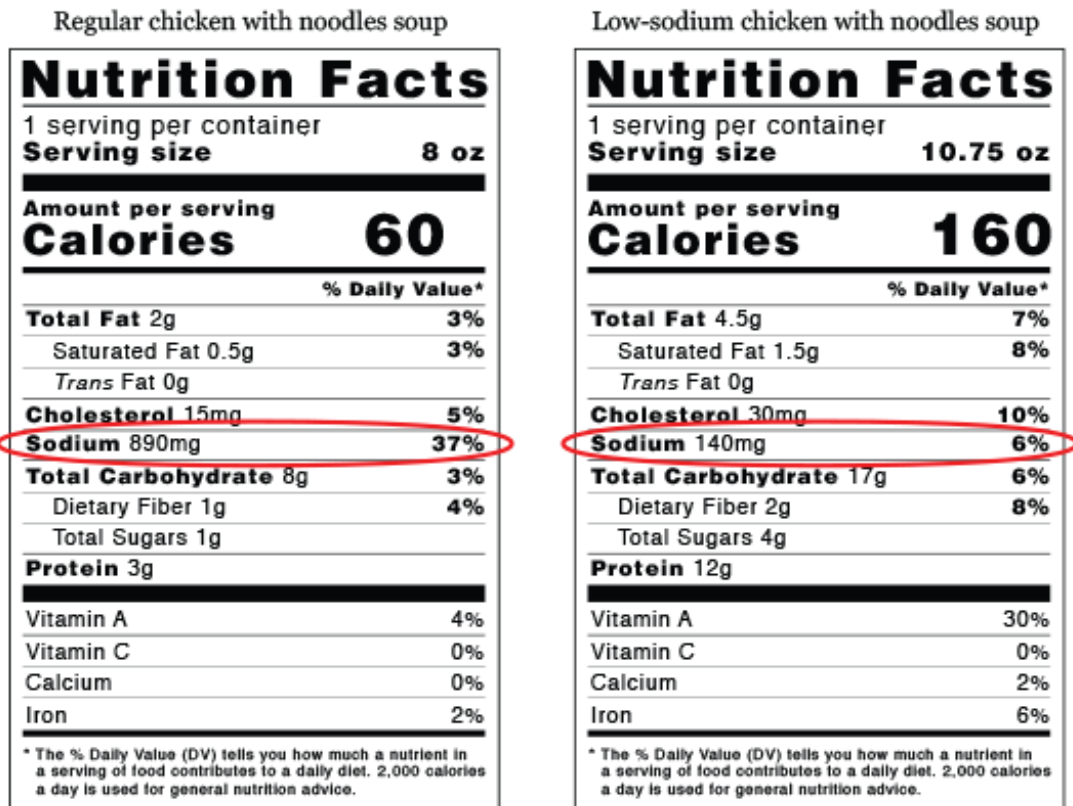 Regular chicken with noodles soup
Nutrition Facts
1 serving per container
Serving size 8 oz
Amount per serving
Calories 60
% Daily Value*
Total Fat 2g 3%
Saturated Fat 0.5g 3%
Trans Fat 0g
Cholesterol 15mg 5%
Sodium 890mg 37%
Total Carbohydrate 8g 3%
Dietary Fiber 1g 4%
Total Sugars 1g
Protein 3g
Vitamin A 4%
Vitamin C 0%
Calcium 0%
Iron 2%
* The % Daily Value (DV) tells you how much a nutrient in
a serving of food contributes to a daily diet. 2,000 calories
a day is used for general nutrition advice.
Low-sodium chicken with noodles soup
Nutrition Facts
1 serving per container
Serving size 10.75 oz
Amount per serving
Calories 160
% Daily Value*
Total Fat 4.5g 7%
Saturated Fat 1.5g 8%
Trans Fat 0g
Cholesterol 30mg 10%
Sodium 140mg 6%
Total Carbohydrate 17g 6%
Dietary Fiber 2g 8%
Total Sugars 4g
Protein 12g
Vitamin A 30%
Vitamin C 0%
Calcium 2%
Iron 6%
* The % Daily Value (DV) tells you how much a nutrient in
a serving of food contributes to a daily diet. 2,000 calories
a day is used for general nutrition advice.